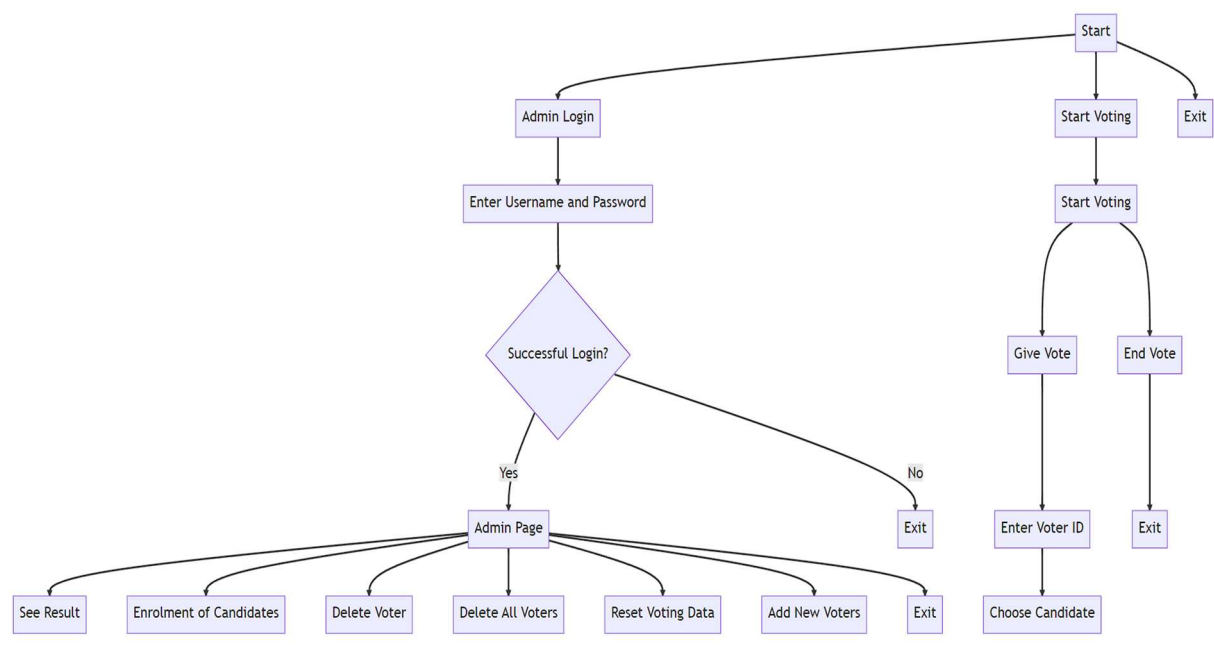 Start
Admin Login
Start Voting
Exit
Enter Username and Password
Start Voting
Successful Login?
Give Vote
End Vote
Yes
No
Admin Page
Exit
Enter Voter ID
Exit
See Result
Enrolment of Candidates
Delete Voter
Delete All Voters
Reset Voting Data
Add New Voters
Exit
Choose Candidate